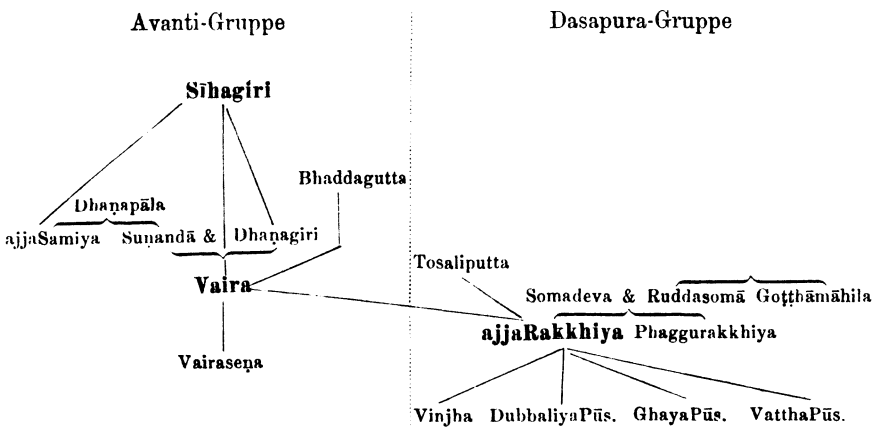 Avanti-Gruppe
Dasapura-Gruppe
Sīhagiri
Bhaddagutta
Dhaṇapāla
ajjaSamiya Suṇandā & Dhaṇagiri
Tosaliputta
Vaira
Somadeva & Ruddasomā Goṭṭhāmāhila
ajjaRakkhiya Phaggurakkhiya
Vairaseṇa
Vinjha DubbaliyaPūs. GhayaPūs. VatthaPūs.